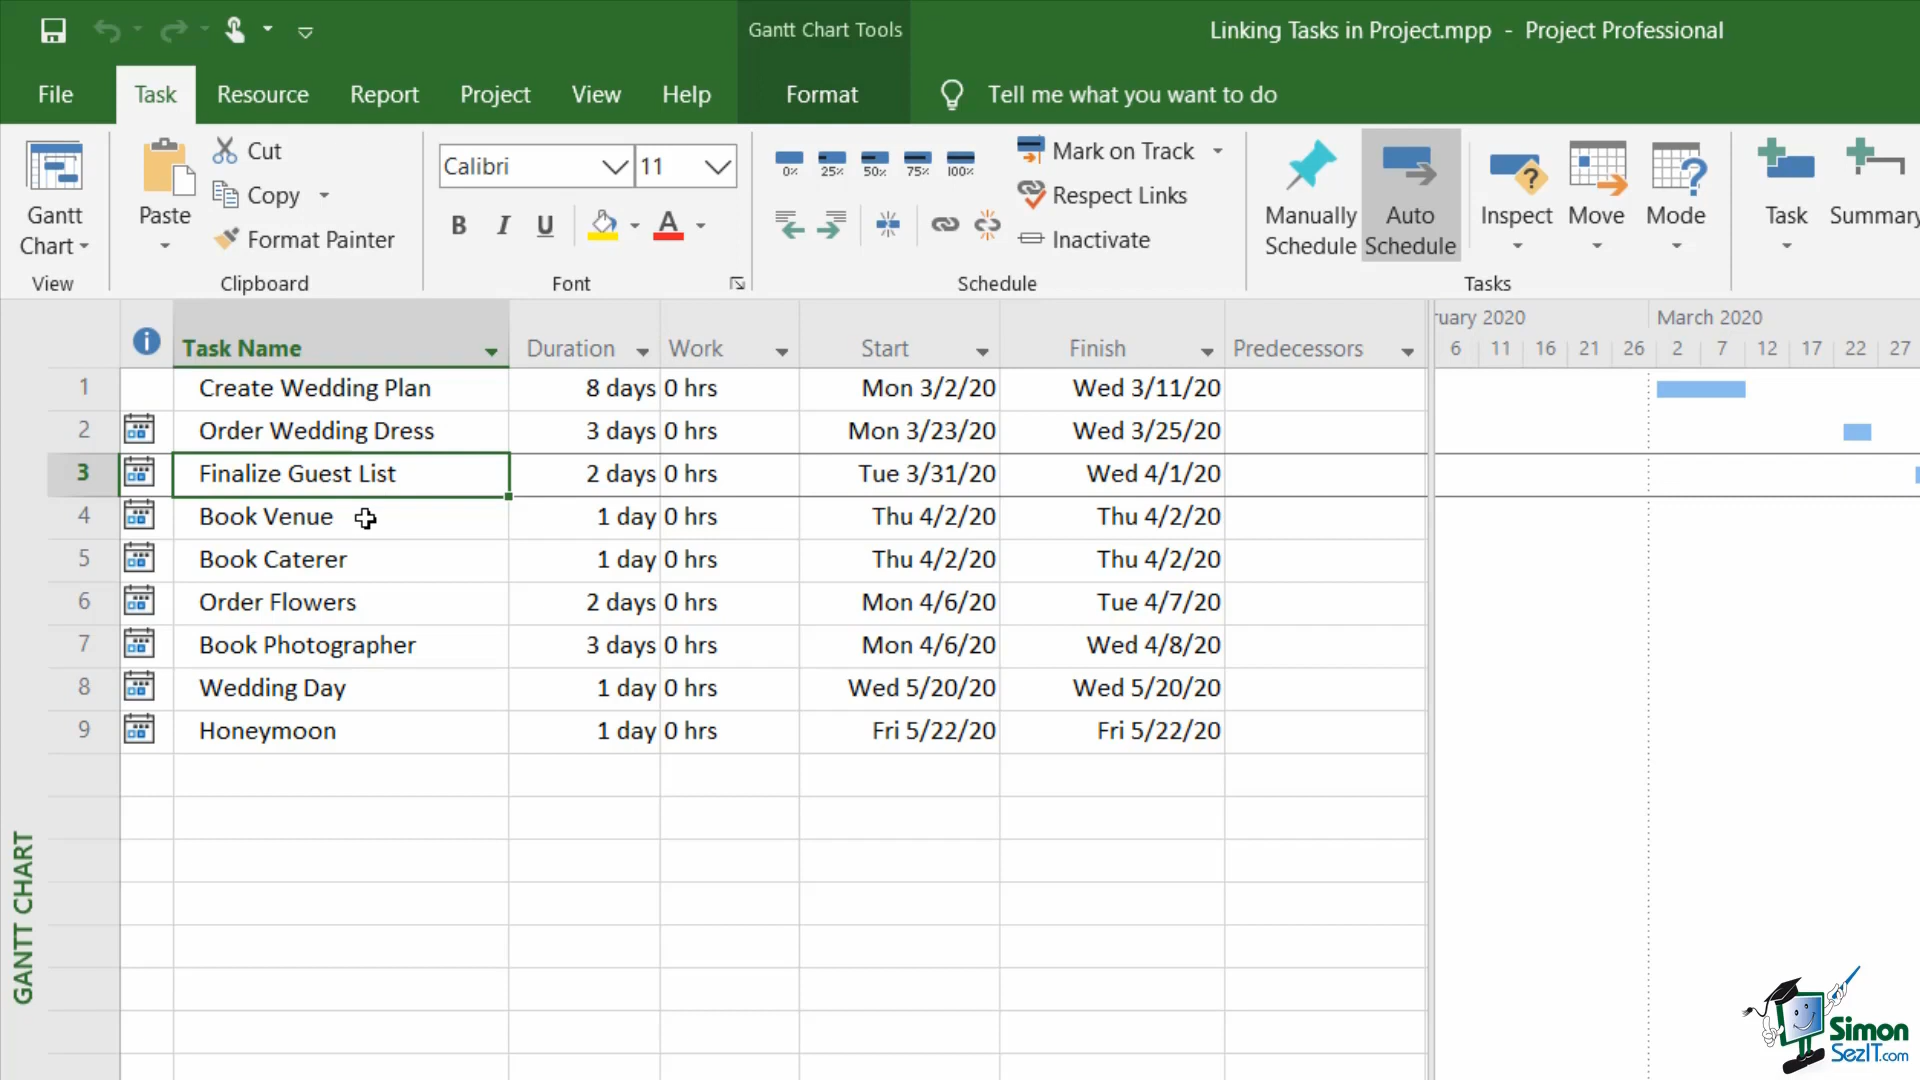 Gantt Chart Tools
Linking Tasks in Project.mpp - Project Professional
File Task Resource Report Project View Help Format Tell me what you want to do
Gantt Chart
View
Paste
Cut
Copy
Format Painter
Clipboard
Calibri 11
B I U A
Font
0% 25% 50% 75% 100%
Mark on Track
Respect Links
Inactivate
Schedule
Manually Schedule
Auto Schedule
Inspect
Move
Mode
Tasks
Task
Summary
Task Name Duration Work Start Finish Predecessors
ruary 2020 March 2020
6 11 16 21 26 2 7 12 17 22 27
1 Create Wedding Plan 8 days 0 hrs Mon 3/2/20 Wed 3/11/20
2 Order Wedding Dress 3 days 0 hrs Mon 3/23/20 Wed 3/25/20
3 Finalize Guest List 2 days 0 hrs Tue 3/31/20 Wed 4/1/20
4 Book Venue 1 day 0 hrs Thu 4/2/20 Thu 4/2/20
5 Book Caterer 1 day 0 hrs Thu 4/2/20 Thu 4/2/20
6 Order Flowers 2 days 0 hrs Mon 4/6/20 Tue 4/7/20
7 Book Photographer 3 days 0 hrs Mon 4/6/20 Wed 4/8/20
8 Wedding Day 1 day 0 hrs Wed 5/20/20 Wed 5/20/20
9 Honeymoon 1 day 0 hrs Fri 5/22/20 Fri 5/22/20
GANTT CHART
Simon
SezIT.com